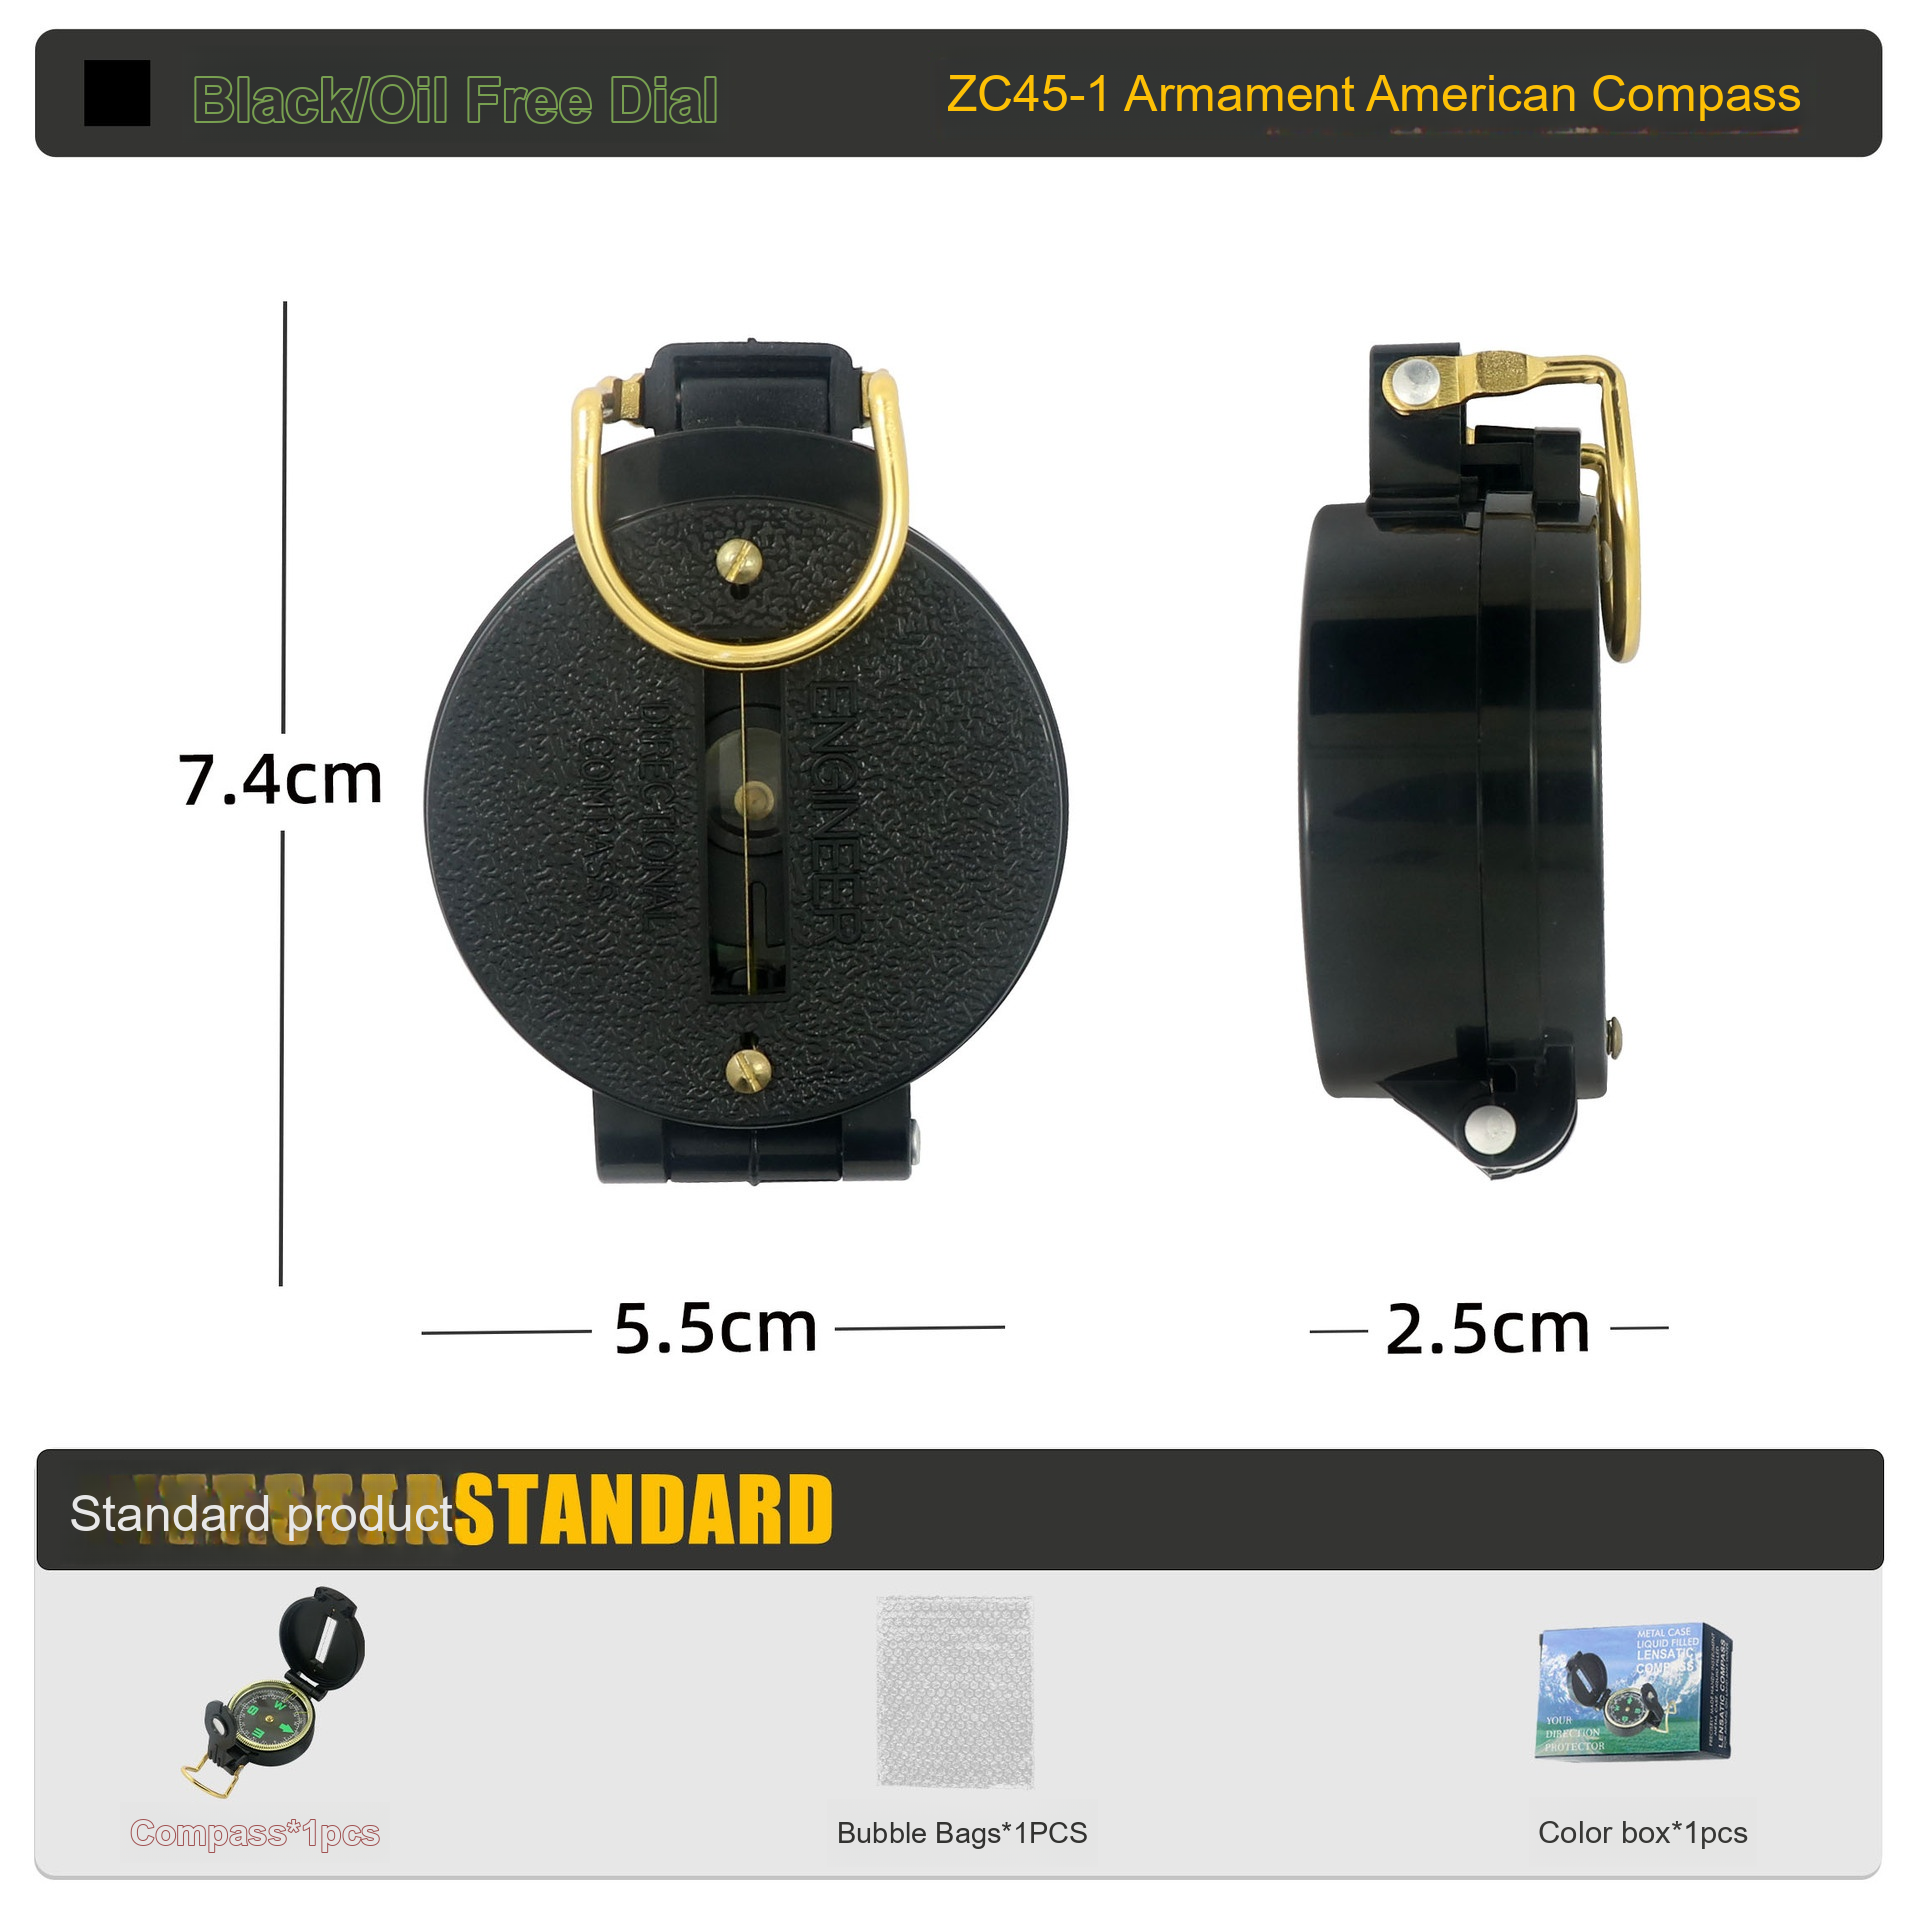 Black/Oil Free Dial
ZC45-1 Armament American Compass
ENGINEER
DIRECTIONAL
COMPASS
7.4cm
5.5cm
2.5cm
Standard product STANDARD
METAL CASE
LIQUID FILLED
LENSATIC
COMPASS
YOUR
DIRECTION
PROTECTOR
LENSATIC COMPASS
W
S
E
Compass*1pcs
Bubble Bags*1PCS
Color box*1pcs